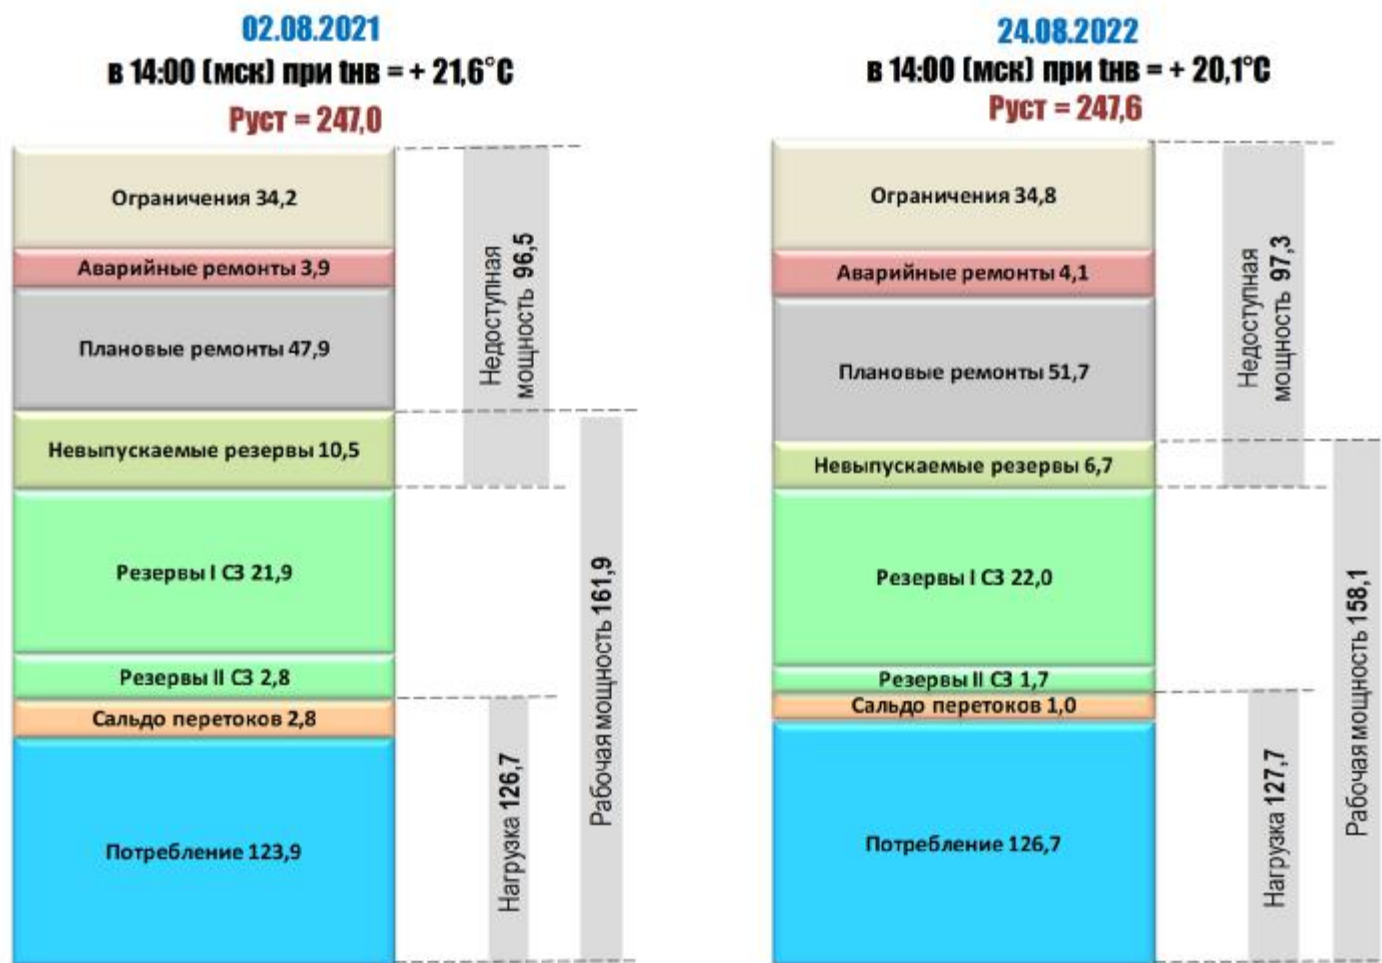 02.08.2021
в 14:00 (мск) при tнв = + 21,6°С
Руст = 247,0
Ограничения 34,2
Аварийные ремонты 3,9
Плановые ремонты 47,9
Невыпускаемые резервы 10,5
Резервы I СЗ 21,9
Резервы II СЗ 2,8
Сальдо перетоков 2,8
Потребление 123,9
Недоступная
мощность 96,5
Рабочая мощность 161,9
Нагрузка 126,7
24.08.2022
в 14:00 (мск) при tнв = + 20,1°С
Руст = 247,6
Ограничения 34,8
Аварийные ремонты 4,1
Плановые ремонты 51,7
Невыпускаемые резервы 6,7
Резервы I СЗ 22,0
Резервы II СЗ 1,7
Сальдо перетоков 1,0
Потребление 126,7
Недоступная
мощность 97,3
Рабочая мощность 158,1
Нагрузка 127,7